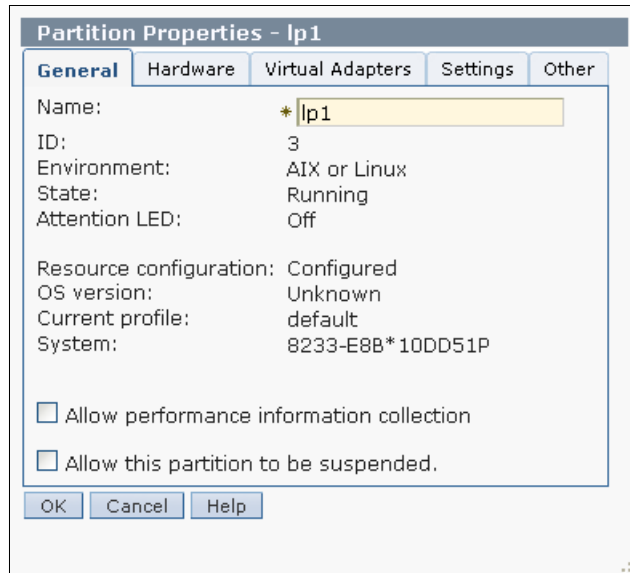 Partition Properties - lp1
General Hardware Virtual Adapters Settings Other
Name: * lp1
ID: 3
Environment: AIX or Linux
State: Running
Attention LED: Off
Resource configuration: Configured
OS version: Unknown
Current profile: default
System: 8233-E8B*10DD51P
Allow performance information collection
Allow this partition to be suspended.
OK Cancel Help